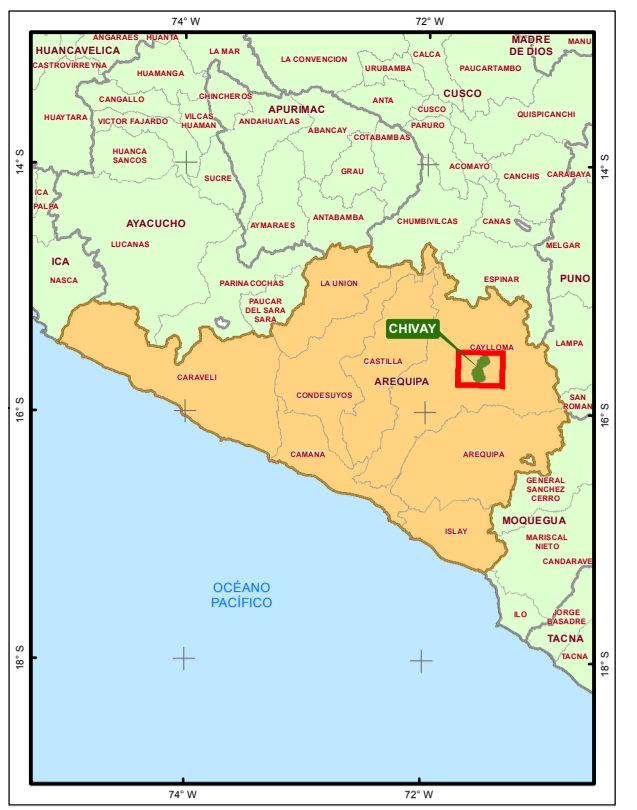 74° W
72° W
ANGARAES
HUANTA
MADRE
DE DIOS
MANU
HUANCAVELICA
LA MAR
LA CONVENCION
CALCA
CASTROVIRREYNA
HUAMANGA
URUBAMBA
PAUCARTAMBO
CANGALLO
CHINCHEROS
ANTA
CUSCO
HUAYTARA
VICTOR FAJARDO
VILCAS
HUAMAN
APURIMAC
ANDAHUAYLAS
ABANCAY
CUSCO
PARURO
QUISPICANCHI
COTABAMBAS
14° S
HUANCA
SANCOS
GRAU
ACOMAYO
CANCHIS
CARABAYA
14° S
SUCRE
ICA
PALPA
AYACUCHO
LUCANAS
AYMARAES
ANTABAMBA
CHUMBIVILCAS
CANAS
MELGAR
ICA
NASCA
PARINACOCHAS
LA UNION
ESPINAR
PUNO
PAUCAR
DEL SARA
SARA
CHIVAY
CAYLLOMA
LAMPA
CASTILLA
CARAVELI
AREQUIPA
CONDESUYOS
SAN
ROMAN
16° S
16° S
CAMANA
AREQUIPA
GENERAL
SANCHEZ
CERRO
ISLAY
MOQUEGUA
MARISCAL
NIETO
CANDARAVE
OCÉANO
PACÍFICO
ILO
JORGE
BASADRE
TACNA
TACNA
18° S
18° S
74° W
72° W